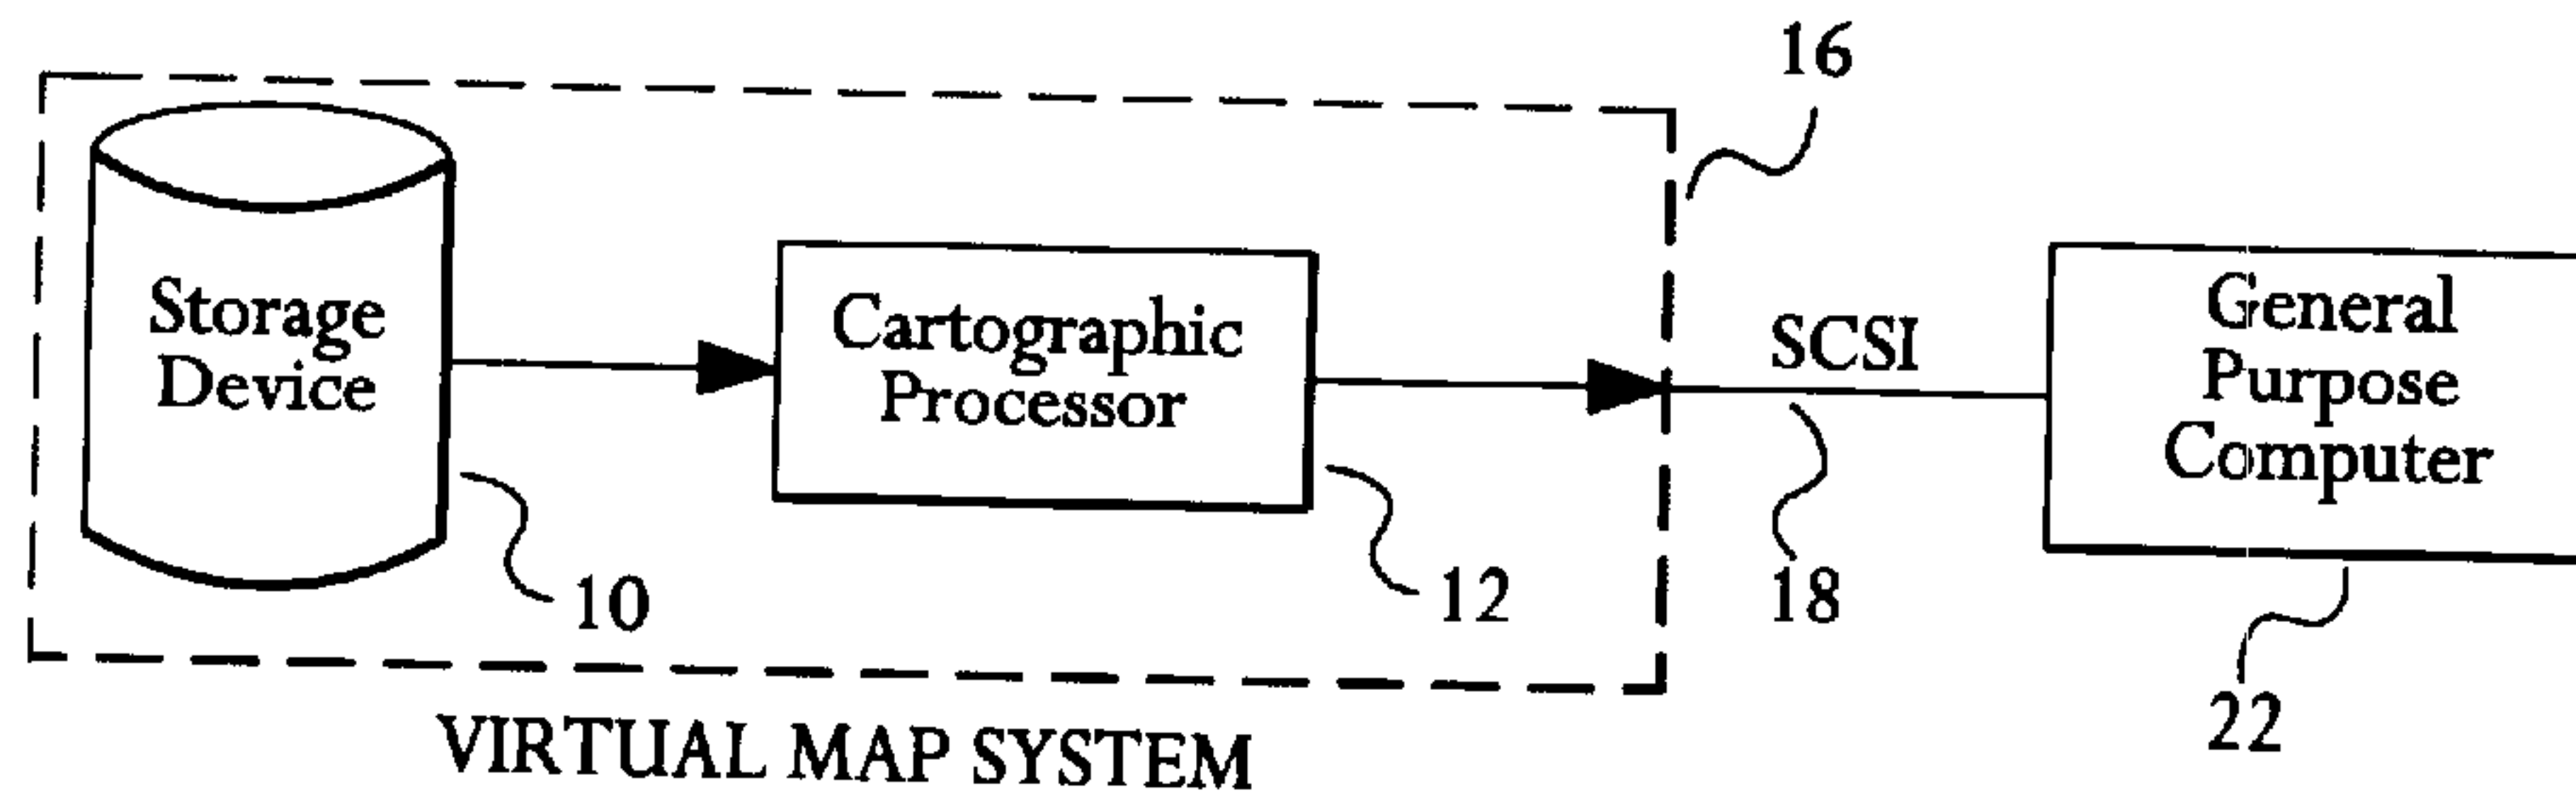 16
Storage
Device
Cartographic
Processor
SCSI
General
Purpose
Computer
10
12
18
22
VIRTUAL MAP SYSTEM